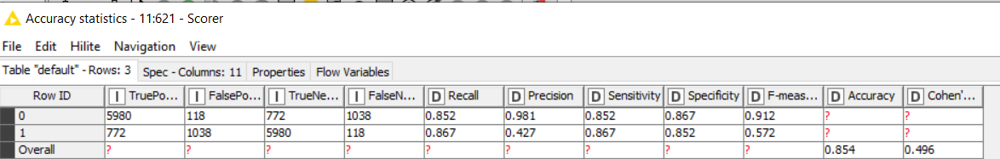 Accuracy statistics - 11:621 - Scorer
File Edit Hilite Navigation View
Table "default" - Rows: 3 Spec - Columns: 11 Properties Flow Variables
Row ID I TruePo... I FalsePo... I TrueNe... I FalseN... D Recall D Precision D Sensitivity D Specificity D F-meas... D Accuracy D Cohen'...
0 5980 118 772 1038 0.852 0.981 0.852 0.867 0.912 ? ?
1 772 1038 5980 118 0.867 0.427 0.867 0.852 0.572 ? ?
Overall ? ? ? ? ? ? ? ? ? 0.854 0.496